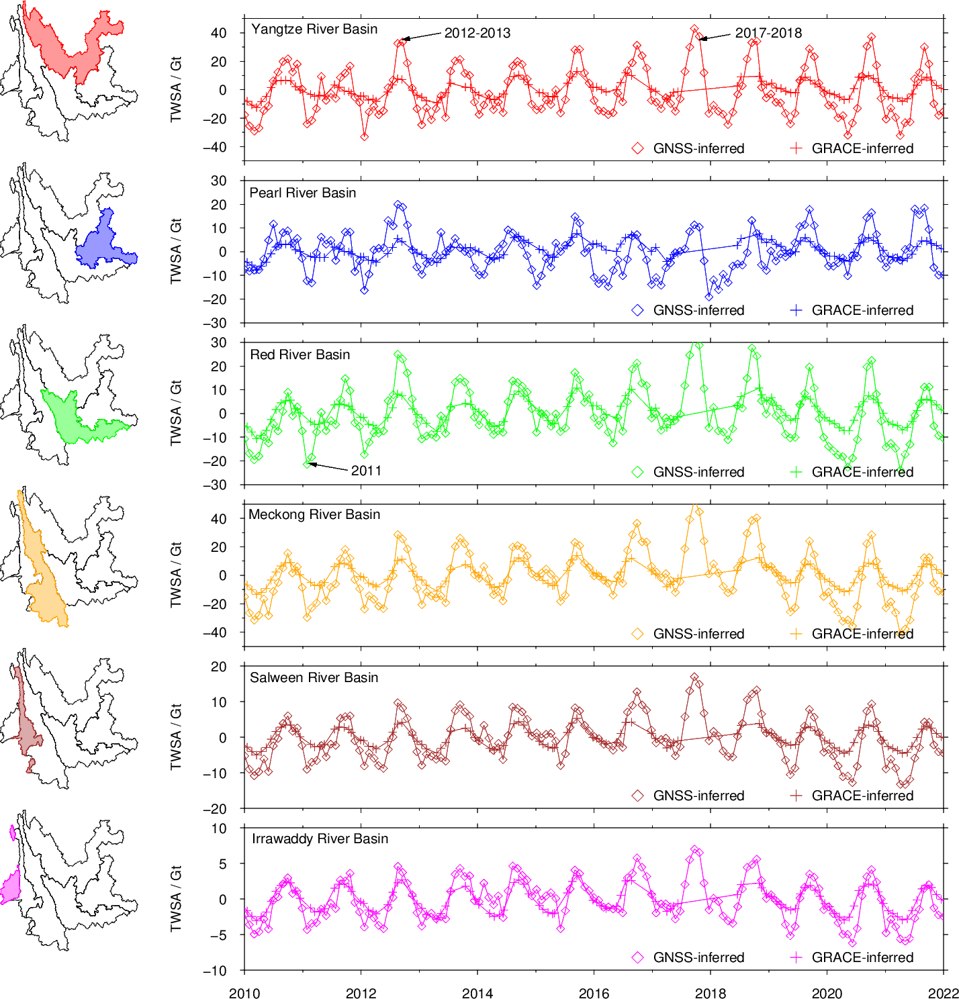 Yangtze River Basin
2012-2013
2017-2018
TWSA / Gt
40
20
0
−20
−40
GNSS-inferred
GRACE-inferred
Pearl River Basin
TWSA / Gt
30
20
10
0
−10
−20
−30
GNSS-inferred
GRACE-inferred
Red River Basin
TWSA / Gt
30
20
10
0
−10
−20
−30
2011
GNSS-inferred
GRACE-inferred
Meckong River Basin
TWSA / Gt
40
20
0
−20
−40
GNSS-inferred
GRACE-inferred
Salween River Basin
TWSA / Gt
20
10
0
−10
−20
GNSS-inferred
GRACE-inferred
Irrawaddy River Basin
TWSA / Gt
10
5
0
−5
−10
GNSS-inferred
GRACE-inferred
2010 2012 2014 2016 2018 2020 2022